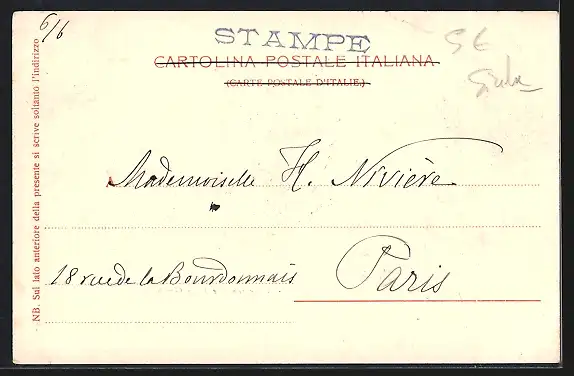 6/6
STAMPE
CARTOLINA POSTALE ITALIANA
(CARTE POSTALE D'ITALIE)
NB. Sul lato anteriore della presente si scrive soltanto l'indirizzo
Mademoiselle H. Nivière
18 rue de la Bourdonnais
Paris